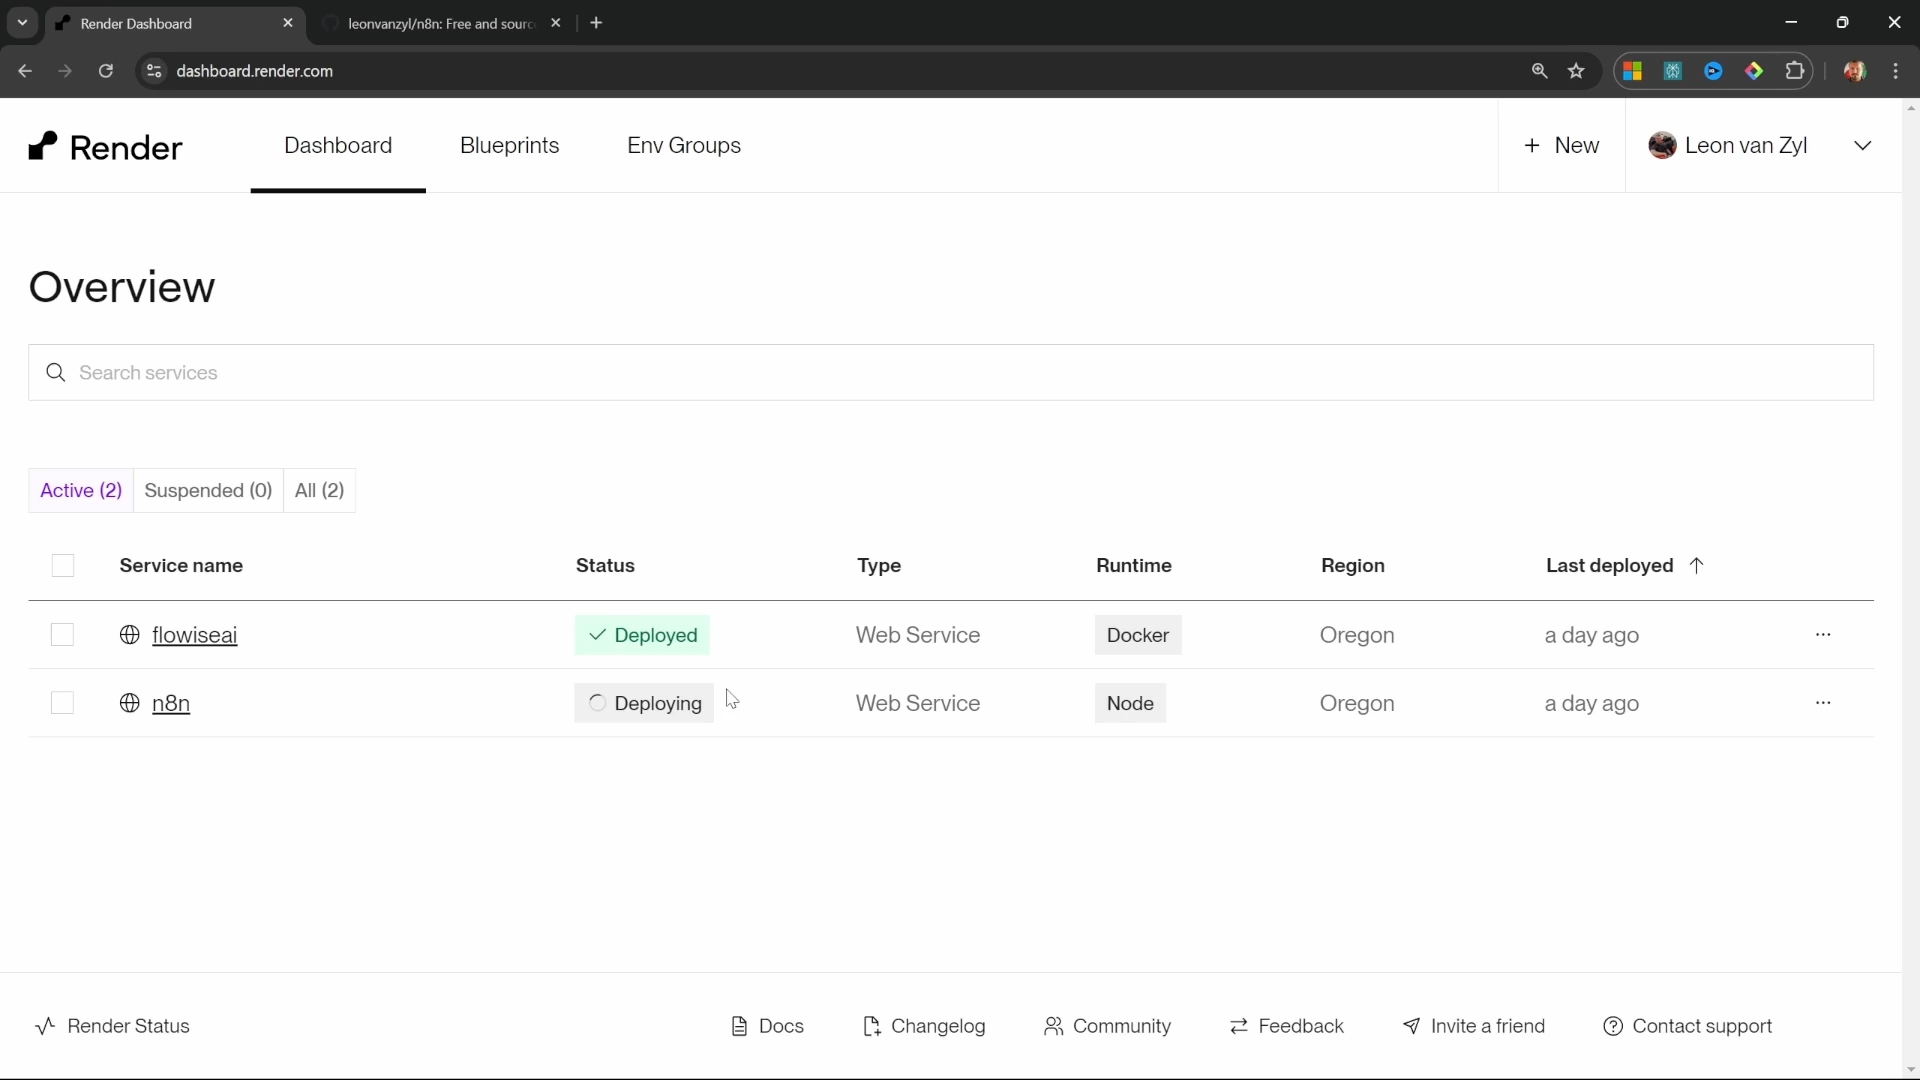 Render Dashboard
leonvanzyl/n8n: Free and sourc
dashboard.render.com
Render
Dashboard
Blueprints
Env Groups
+ New
Leon van Zyl
Overview
Search services
Active (2)
Suspended (0)
All (2)
Service name
Status
Type
Runtime
Region
Last deployed
flowiseai
Deployed
Web Service
Docker
Oregon
a day ago
n8n
Deploying
Web Service
Node
Oregon
a day ago
Render Status
Docs
Changelog
Community
Feedback
Invite a friend
Contact support